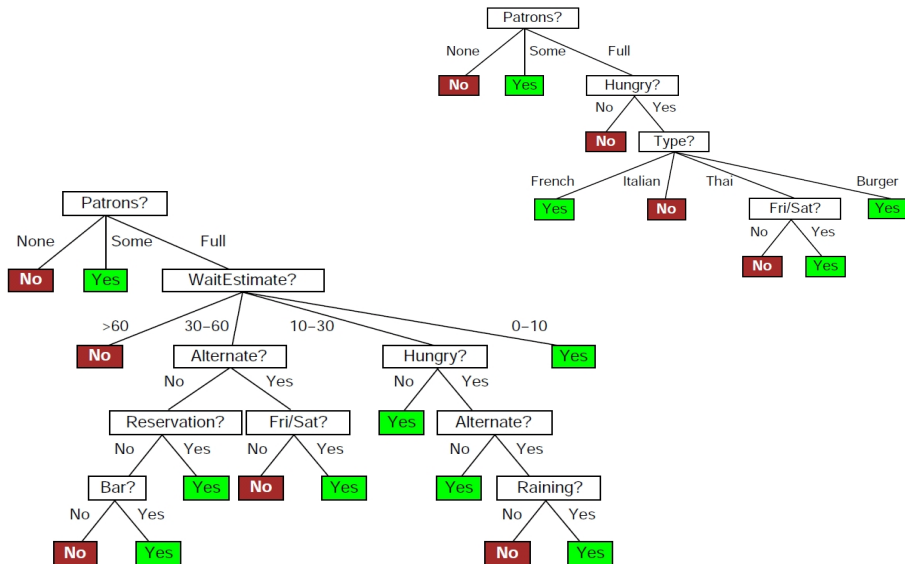 Patrons?
None Some Full
No Yes Hungry?
No Yes
No Type?
French Italian Thai Burger
Yes No Fri/Sat? Yes
No Yes
No Yes
Patrons?
None Some Full
No Yes WaitEstimate?
>60 30–60 10–30 0–10
No Alternate? Hungry? Yes
No Yes No Yes
Reservation? Fri/Sat? Yes Alternate?
No Yes No Yes No Yes
Bar? Yes No Yes Yes Raining?
No Yes No Yes
No Yes No Yes